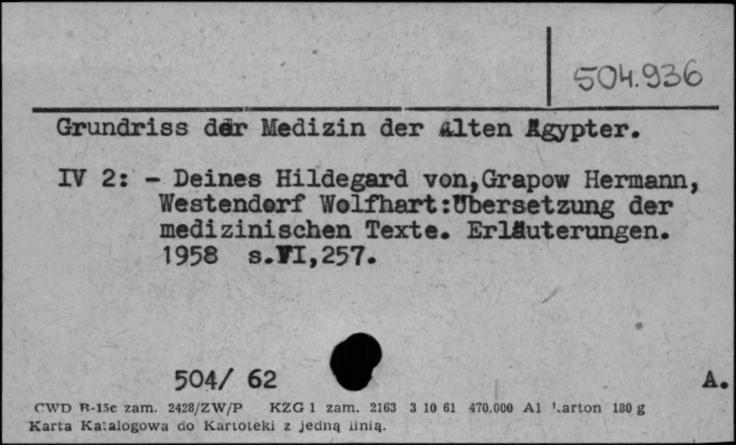 504.936
Grundriss der Medizin der alten Ägypter.
IV 2: - Deines Hildegard von,Grapow Hermann,
Westendorf Wolfhart:Übersetzung der
medizinischen Texte. Erläuterungen.
1958 s.VI,257.
504/ 62
A.
CWD B-15c zam. 2428/ZW/P KZG 1 zam. 2163 3 10 61 470.000 A1 karton 180 g
Karta Katalogowa do Kartoteki z jedną linią.